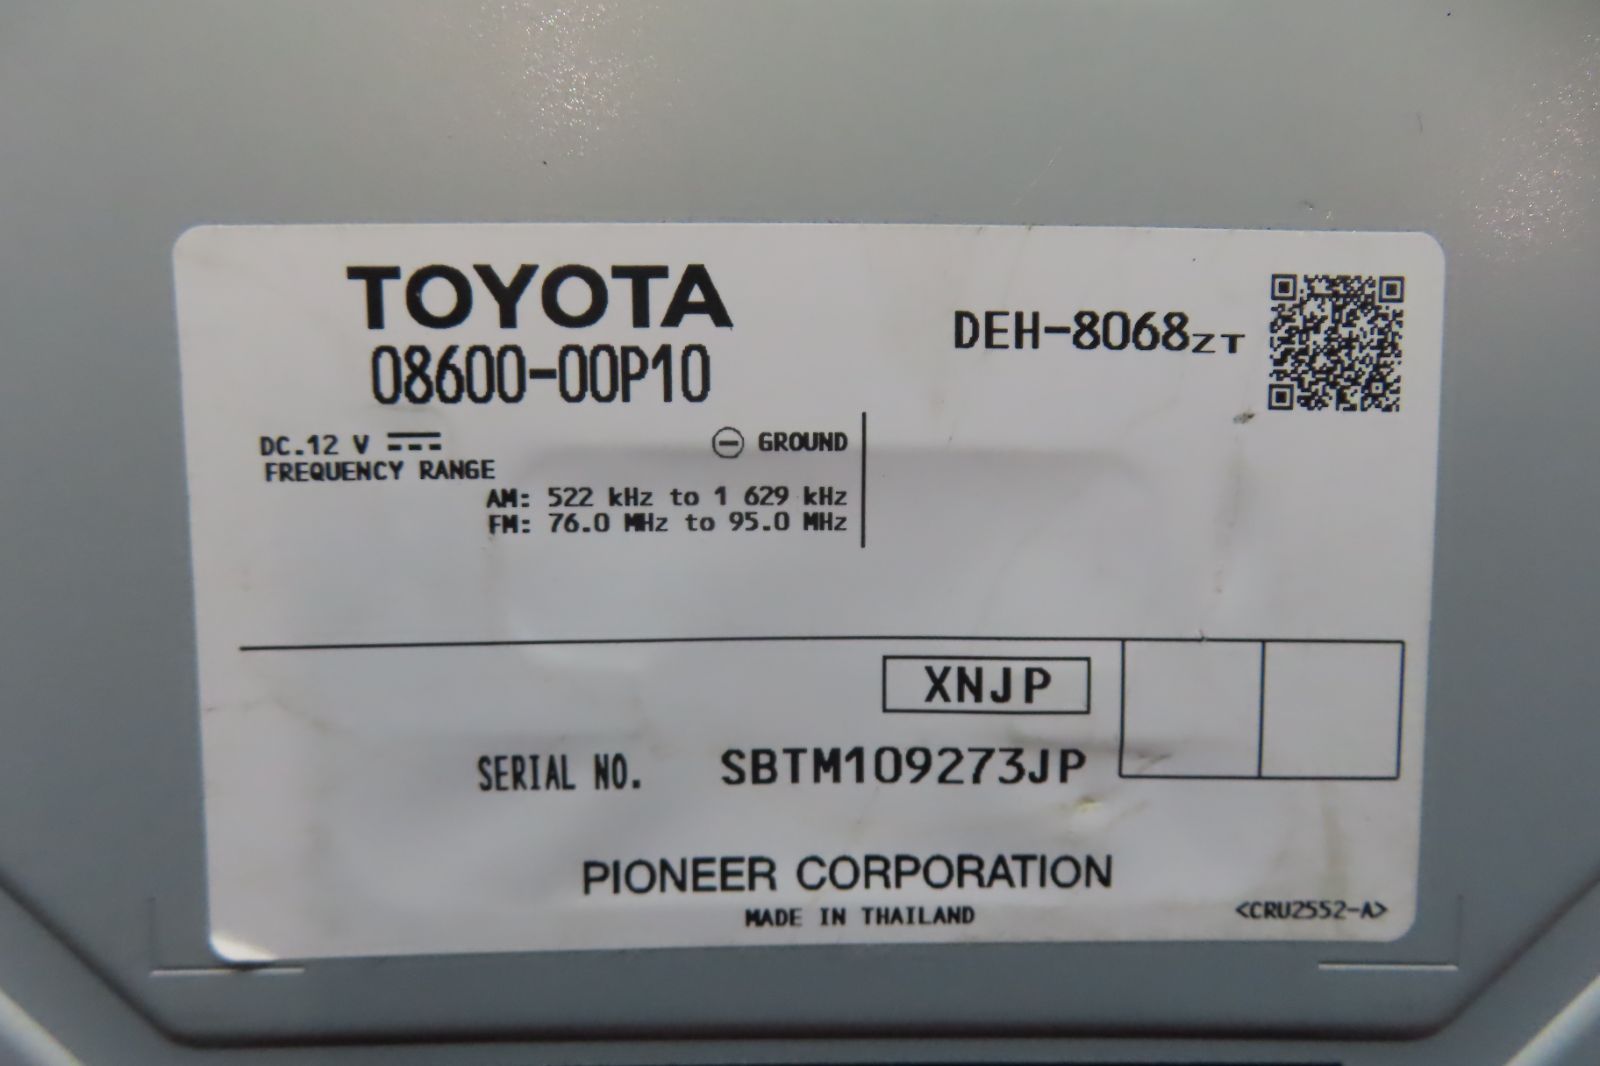 TOYOTA
08600-00P10
DEH-8068ZT
DC.12 V
GROUND
FREQUENCY RANGE
AM: 522 kHz to 1 629 kHz
FM: 76.0 MHz to 95.0 MHz
XNJP
SERIAL NO. SBTM109273JP
PIONEER CORPORATION
MADE IN THAILAND
<CRU2552-A>